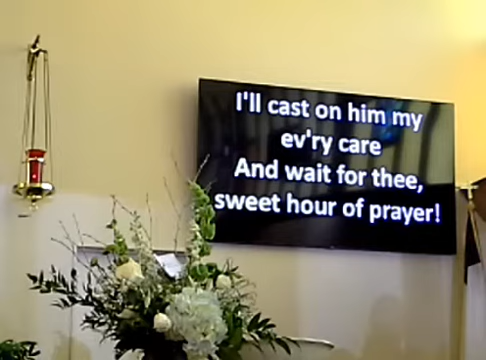 I'll cast on him my
ev'ry care
And wait for thee,
sweet hour of prayer!